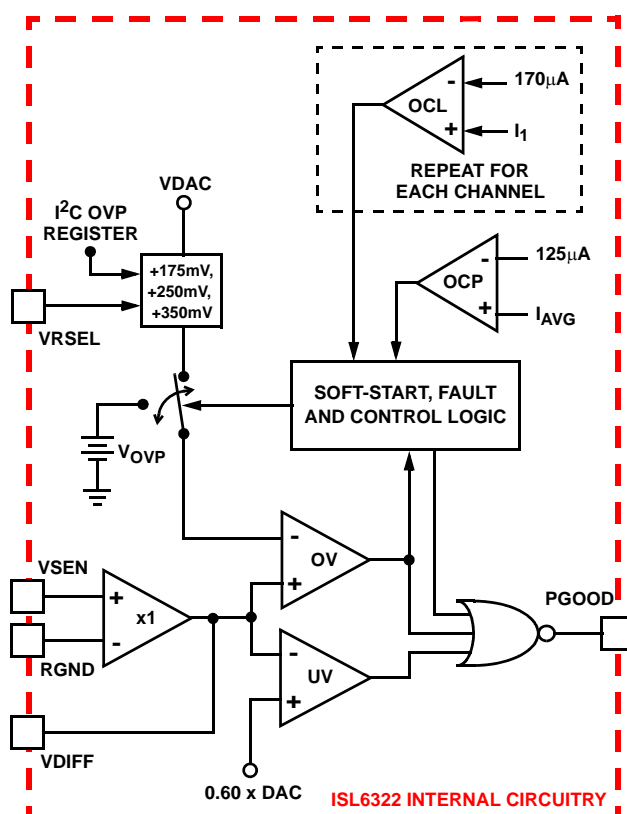 170μA
-
OCL
+
I1
REPEAT FOR
EACH CHANNEL
VDAC
I2C OVP
REGISTER
+175mV,
+250mV,
+350mV
VRSEL
-
125μA
OCP
+
IAVG
SOFT-START, FAULT
AND CONTROL LOGIC
VOVP
-
OV
+
VSEN
+
x1
-
RGND
PGOOD
-
UV
+
VDIFF
0.60 x DAC
ISL6322 INTERNAL CIRCUITRY